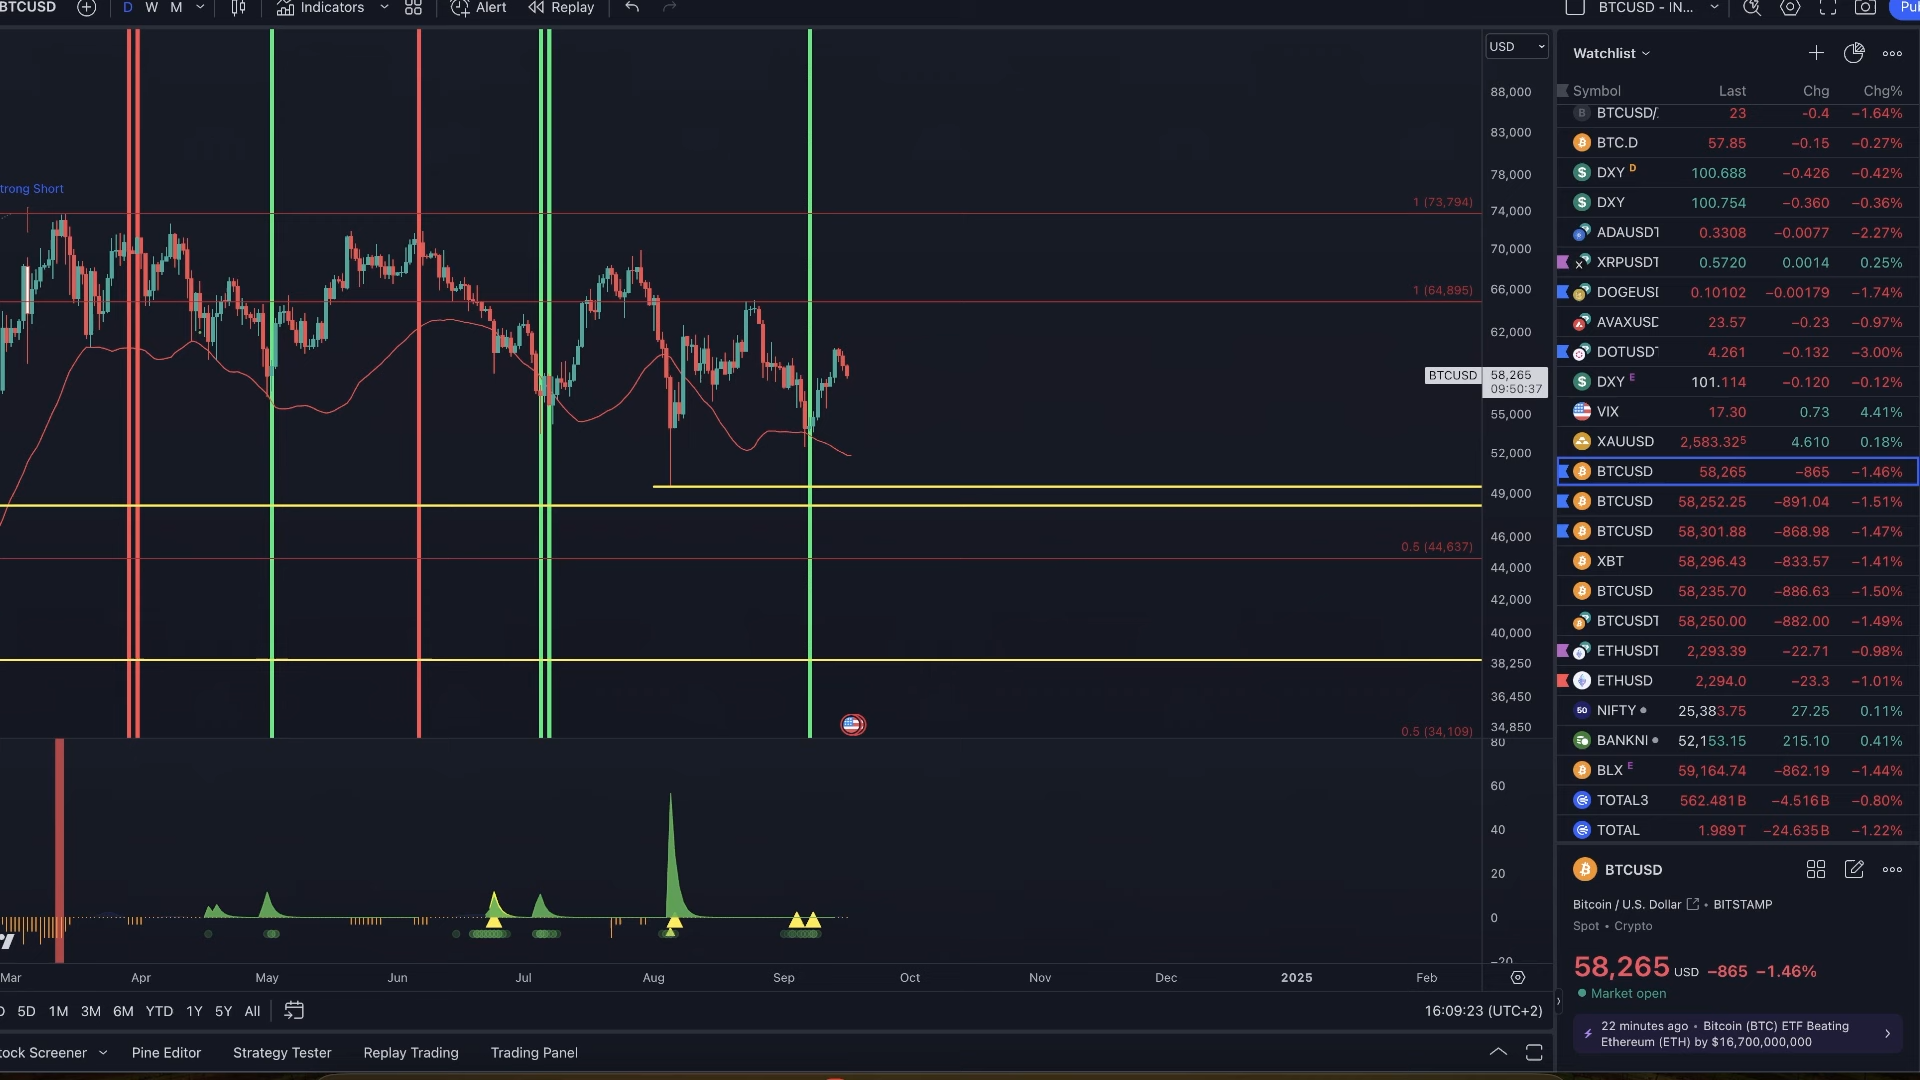 BTCUSD D W M Indicators Alert Replay BTCUSD - IN... Pu
USD
Watchlist
Symbol Last Chg Chg%
BTCUSD/ 23 -0.4 −1.64%
BTC.D 57.85 −0.15 −0.27%
DXY D 100.688 −0.426 −0.42%
DXY 100.754 −0.360 −0.36%
ADAUSDT 0.3308 −0.0077 −2.27%
XRPUSDT 0.5720 0.0014 0.25%
DOGEUSD 0.10102 −0.00179 −1.74%
AVAXUSD 23.57 −0.23 −0.97%
DOTUSDT 4.261 −0.132 −3.00%
DXY E 101.114 −0.120 −0.12%
VIX 17.30 0.73 4.41%
XAUUSD 2,583.325 4.610 0.18%
BTCUSD 58,265 −865 −1.46%
BTCUSD 58,252.25 −891.04 −1.51%
BTCUSD 58,301.88 −868.98 −1.47%
XBT 58,296.43 −833.57 −1.41%
BTCUSD 58,235.70 −886.63 −1.50%
BTCUSDT 58,250.00 −882.00 −1.49%
ETHUSDT 2,293.39 −22.71 −0.98%
ETHUSD 2,294.0 −23.3 −1.01%
50 NIFTY 25,383.75 27.25 0.11%
BANKNI 52,153.15 215.10 0.41%
BLX E 59,164.74 −862.19 −1.44%
TOTAL3 562.481 B −4.516 B −0.80%
TOTAL 1.989 T −24.635 B −1.22%
trong Short
1 (73,794)
1 (64,895)
0.5 (44,637)
0.5 (34,109)
88,000
83,000
78,000
74,000
70,000
66,000
62,000
BTCUSD 58,265
09:50:37
55,000
52,000
49,000
46,000
44,000
42,000
40,000
38,250
36,450
34,850
80
60
40
20
0
−20
Mar Apr May Jun Jul Aug Sep Oct Nov Dec 2025 Feb
5D 1M 3M 6M YTD 1Y 5Y All 16:09:23 (UTC+2)
tock Screener Pine Editor Strategy Tester Replay Trading Trading Panel
BTCUSD
Bitcoin / U.S. Dollar • BITSTAMP
Spot • Crypto
58,265 USD −865 −1.46%
Market open
22 minutes ago • Bitcoin (BTC) ETF Beating
Ethereum (ETH) by $16,700,000,000